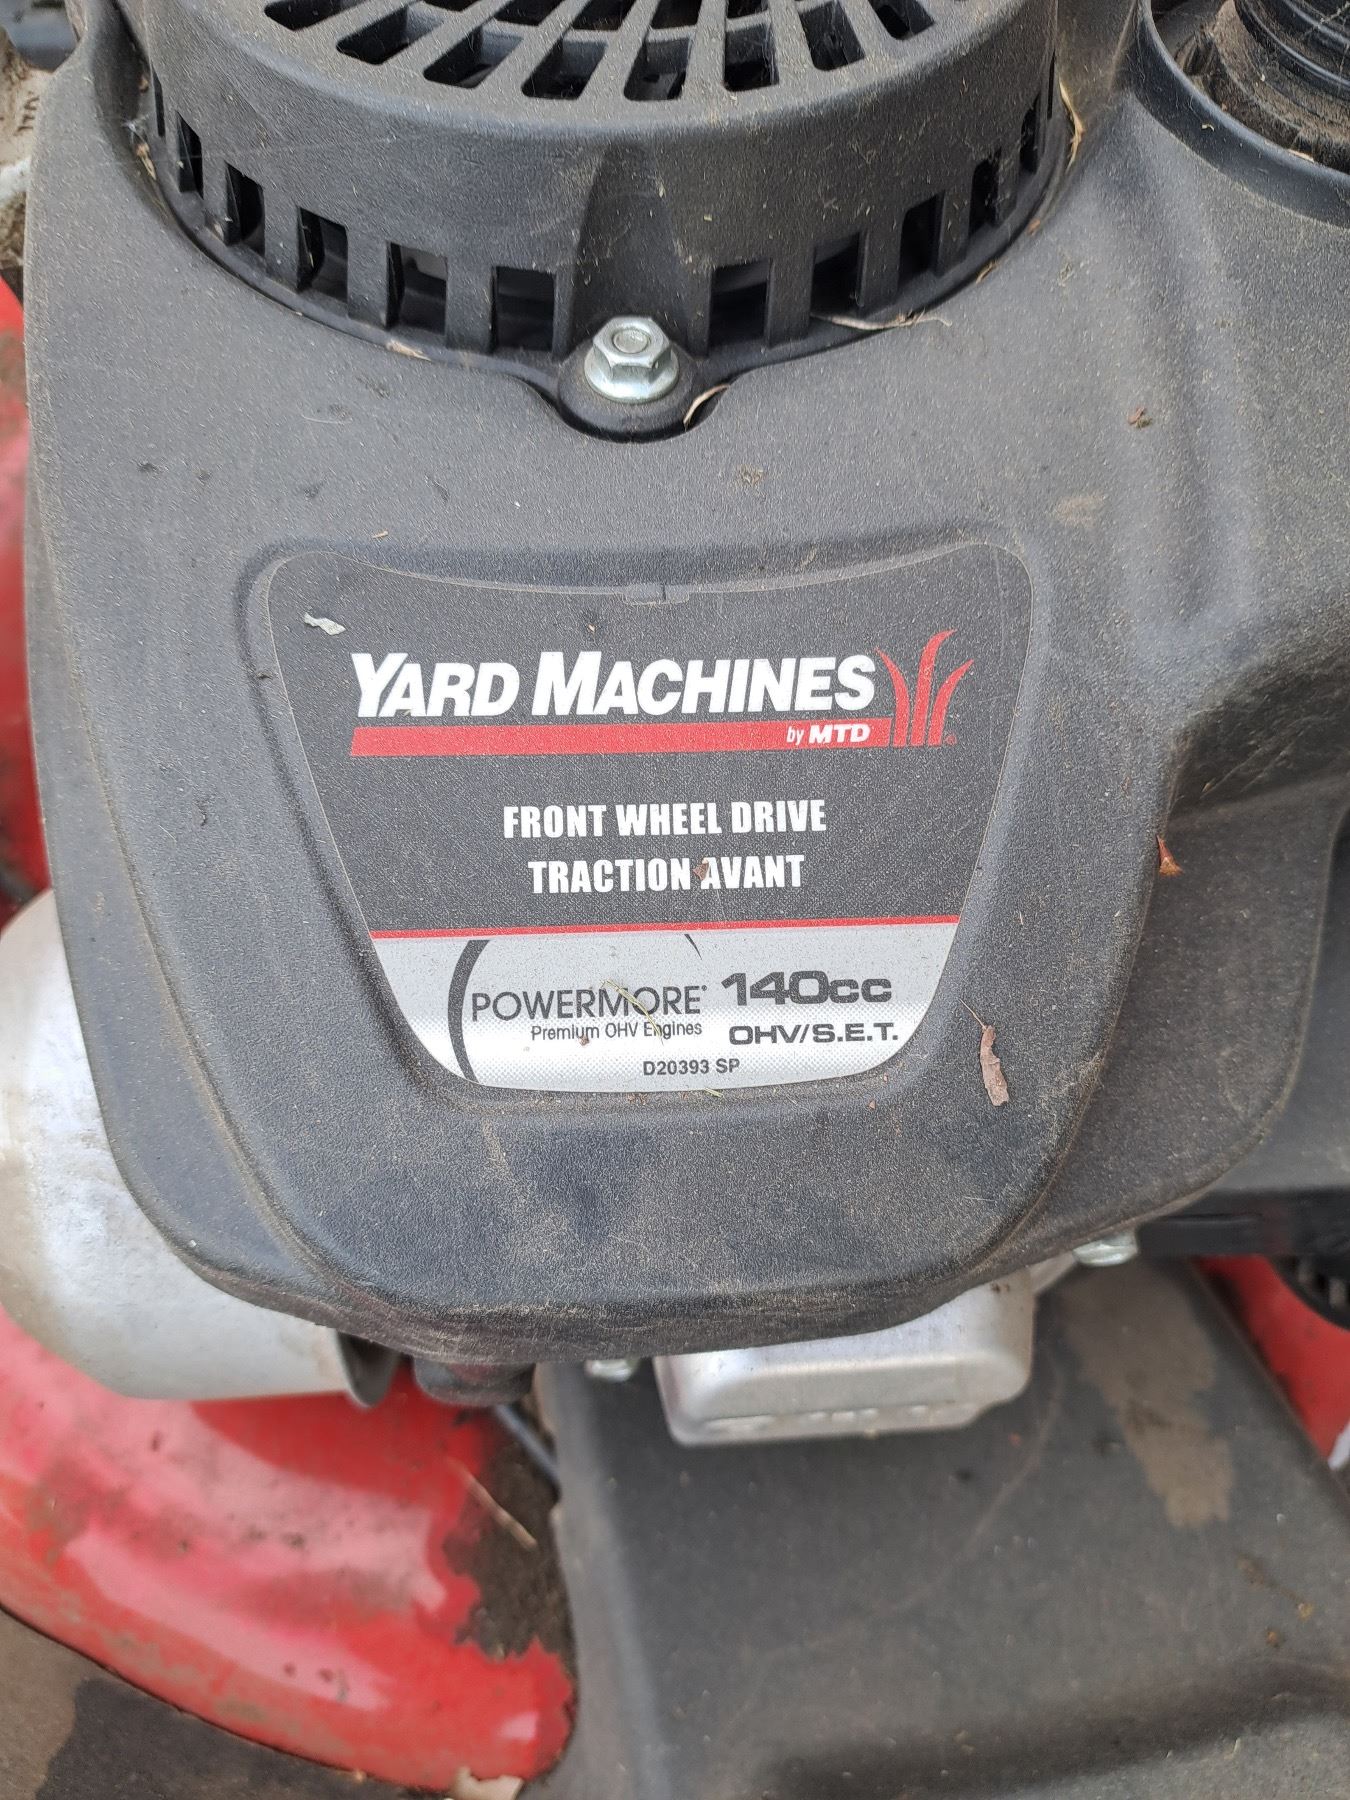 YARD MACHINES
by MTD
FRONT WHEEL DRIVE
TRACTION AVANT
POWERMORE® 140cc
Premium OHV Engines OHV/S.E.T.
D20393 SP